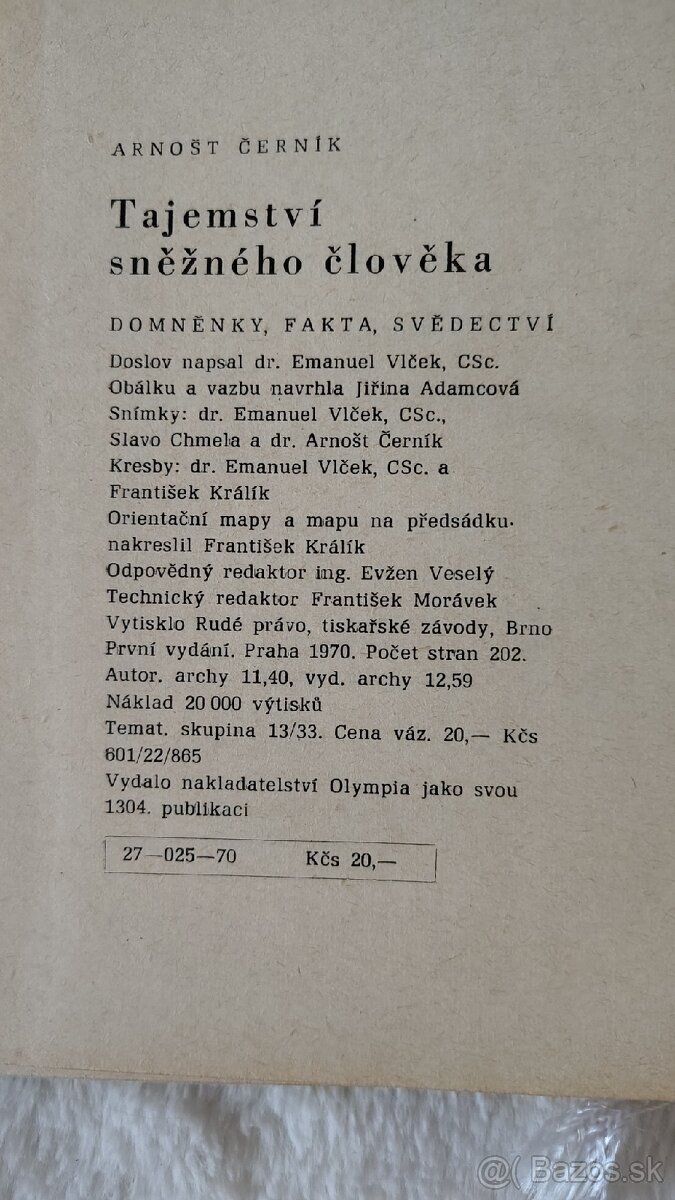 ARNOŠT ČERNÍK
Tajemství
sněžného člověka
DOMNĚNKY, FAKTA, SVĚDECTVÍ
Doslov napsal dr. Emanuel Vlček, CSc.
Obálku a vazbu navrhla Jiřina Adamcová
Snímky: dr. Emanuel Vlček, CSc.,
Slavo Chmela a dr. Arnošt Černík
Kresby: dr. Emanuel Vlček, CSc. a
František Králík
Orientační mapy a mapu na předsádku
nakreslil František Králík
Odpovědný redaktor ing. Evžen Veselý
Technický redaktor František Morávek
Vytisklo Rudé právo, tiskařské závody, Brno
První vydání. Praha 1970. Počet stran 202.
Autor. archy 11,40, vyd. archy 12,59
Náklad 20 000 výtisků
Temat. skupina 13/33. Cena váz. 20,— Kčs
601/22/865
Vydalo nakladatelství Olympia jako svou
1304. publikaci
27—025—70 Kčs 20,—
@( Bazos.sk